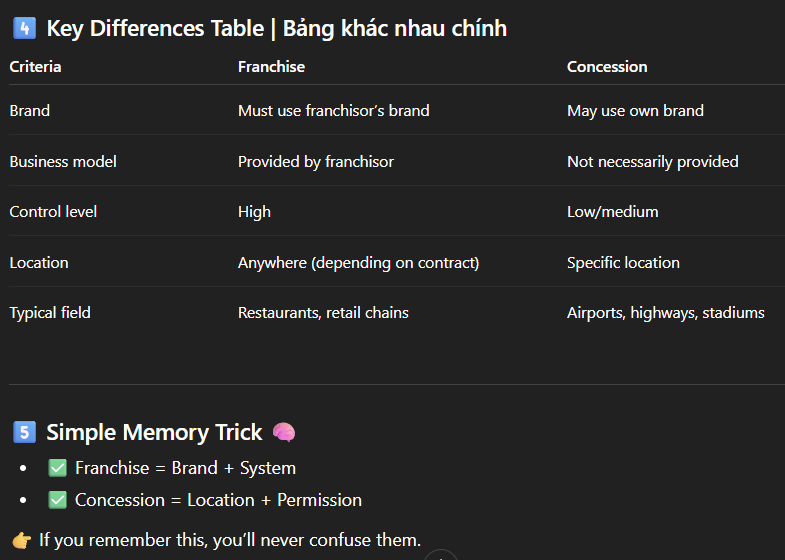 4️⃣ Key Differences Table | Bảng khác nhau chính
Criteria Franchise Concession
Brand Must use franchisor’s brand May use own brand
Business model Provided by franchisor Not necessarily provided
Control level High Low/medium
Location Anywhere (depending on contract) Specific location
Typical field Restaurants, retail chains Airports, highways, stadiums
5️⃣ Simple Memory Trick 🧠
• ✅ Franchise = Brand + System
• ✅ Concession = Location + Permission
👉 If you remember this, you’ll never confuse them.